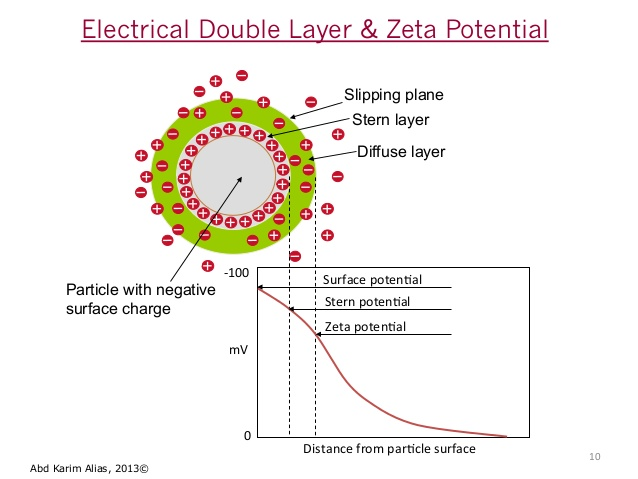 Electrical Double Layer & Zeta Potential
Slipping plane
Stern layer
Diffuse layer
Particle with negative
surface charge
-100
Surface potential
Stern potential
Zeta potential
mV
0
Distance from particle surface
10
Abd Karim Alias, 2013©